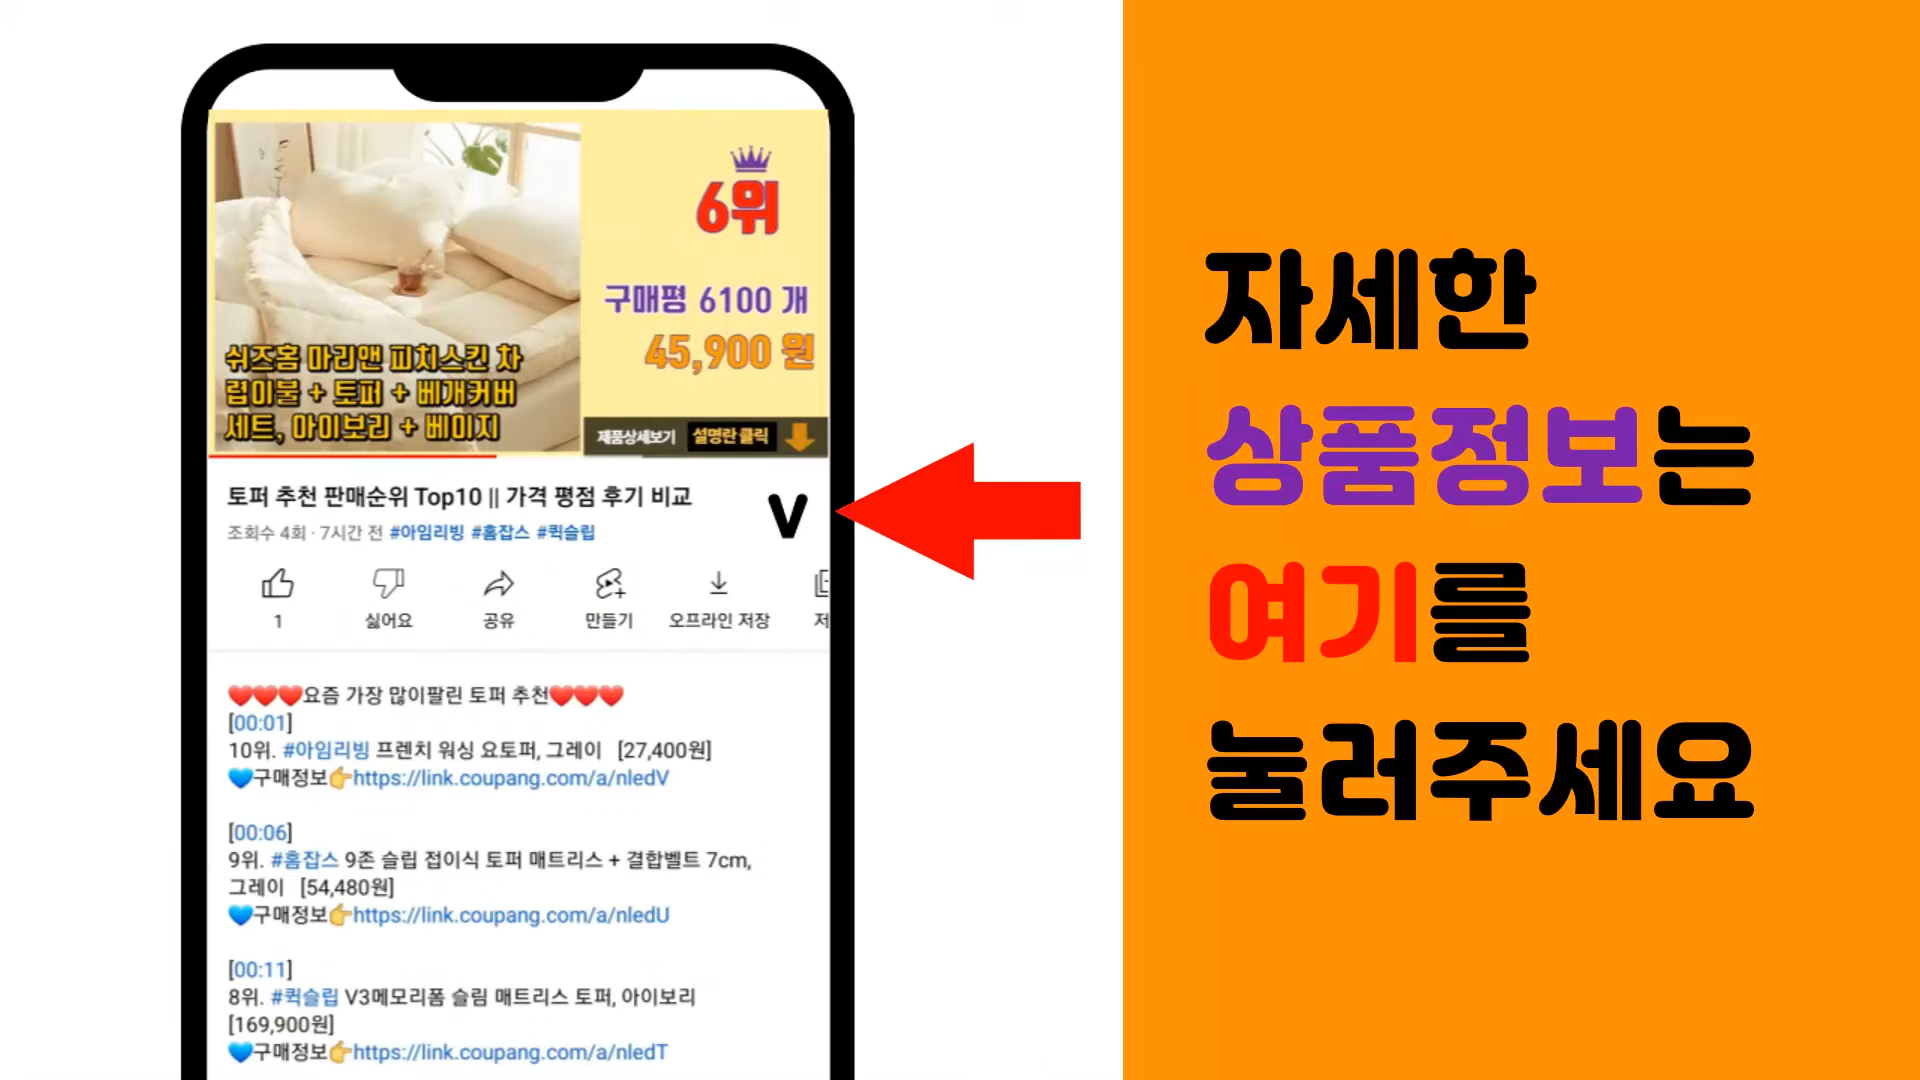 6위
구매평 6100 개
45,900 원
쉬즈홈 마리앤 피치스킨 차
렵이불 + 토퍼 + 베개커버
세트, 아이보리 + 베이지
제품상세보기 설명란 클릭
토퍼 추천 판매순위 Top10 || 가격 평점 후기 비교
V
조회수 4회 · 7시간 전 #아임리빙 #홈잡스 #퀵슬립
1 싫어요 공유 만들기 오프라인 저장 저
❤❤❤요즘 가장 많이팔린 토퍼 추천❤❤❤
[00:01]
10위. #아임리빙 프렌치 워싱 요토퍼, 그레이 [27,400원]
💙구매정보👉https://link.coupang.com/a/nledV
[00:06]
9위. #홈잡스 9존 슬립 접이식 토퍼 매트리스 + 결합벨트 7cm,
그레이 [54,480원]
💙구매정보👉https://link.coupang.com/a/nledU
[00:11]
8위. #퀵슬립 V3메모리폼 슬림 매트리스 토퍼, 아이보리
[169,900원]
💙구매정보👉https://link.coupang.com/a/nledT
자세한
상품정보는
여기를
눌러주세요